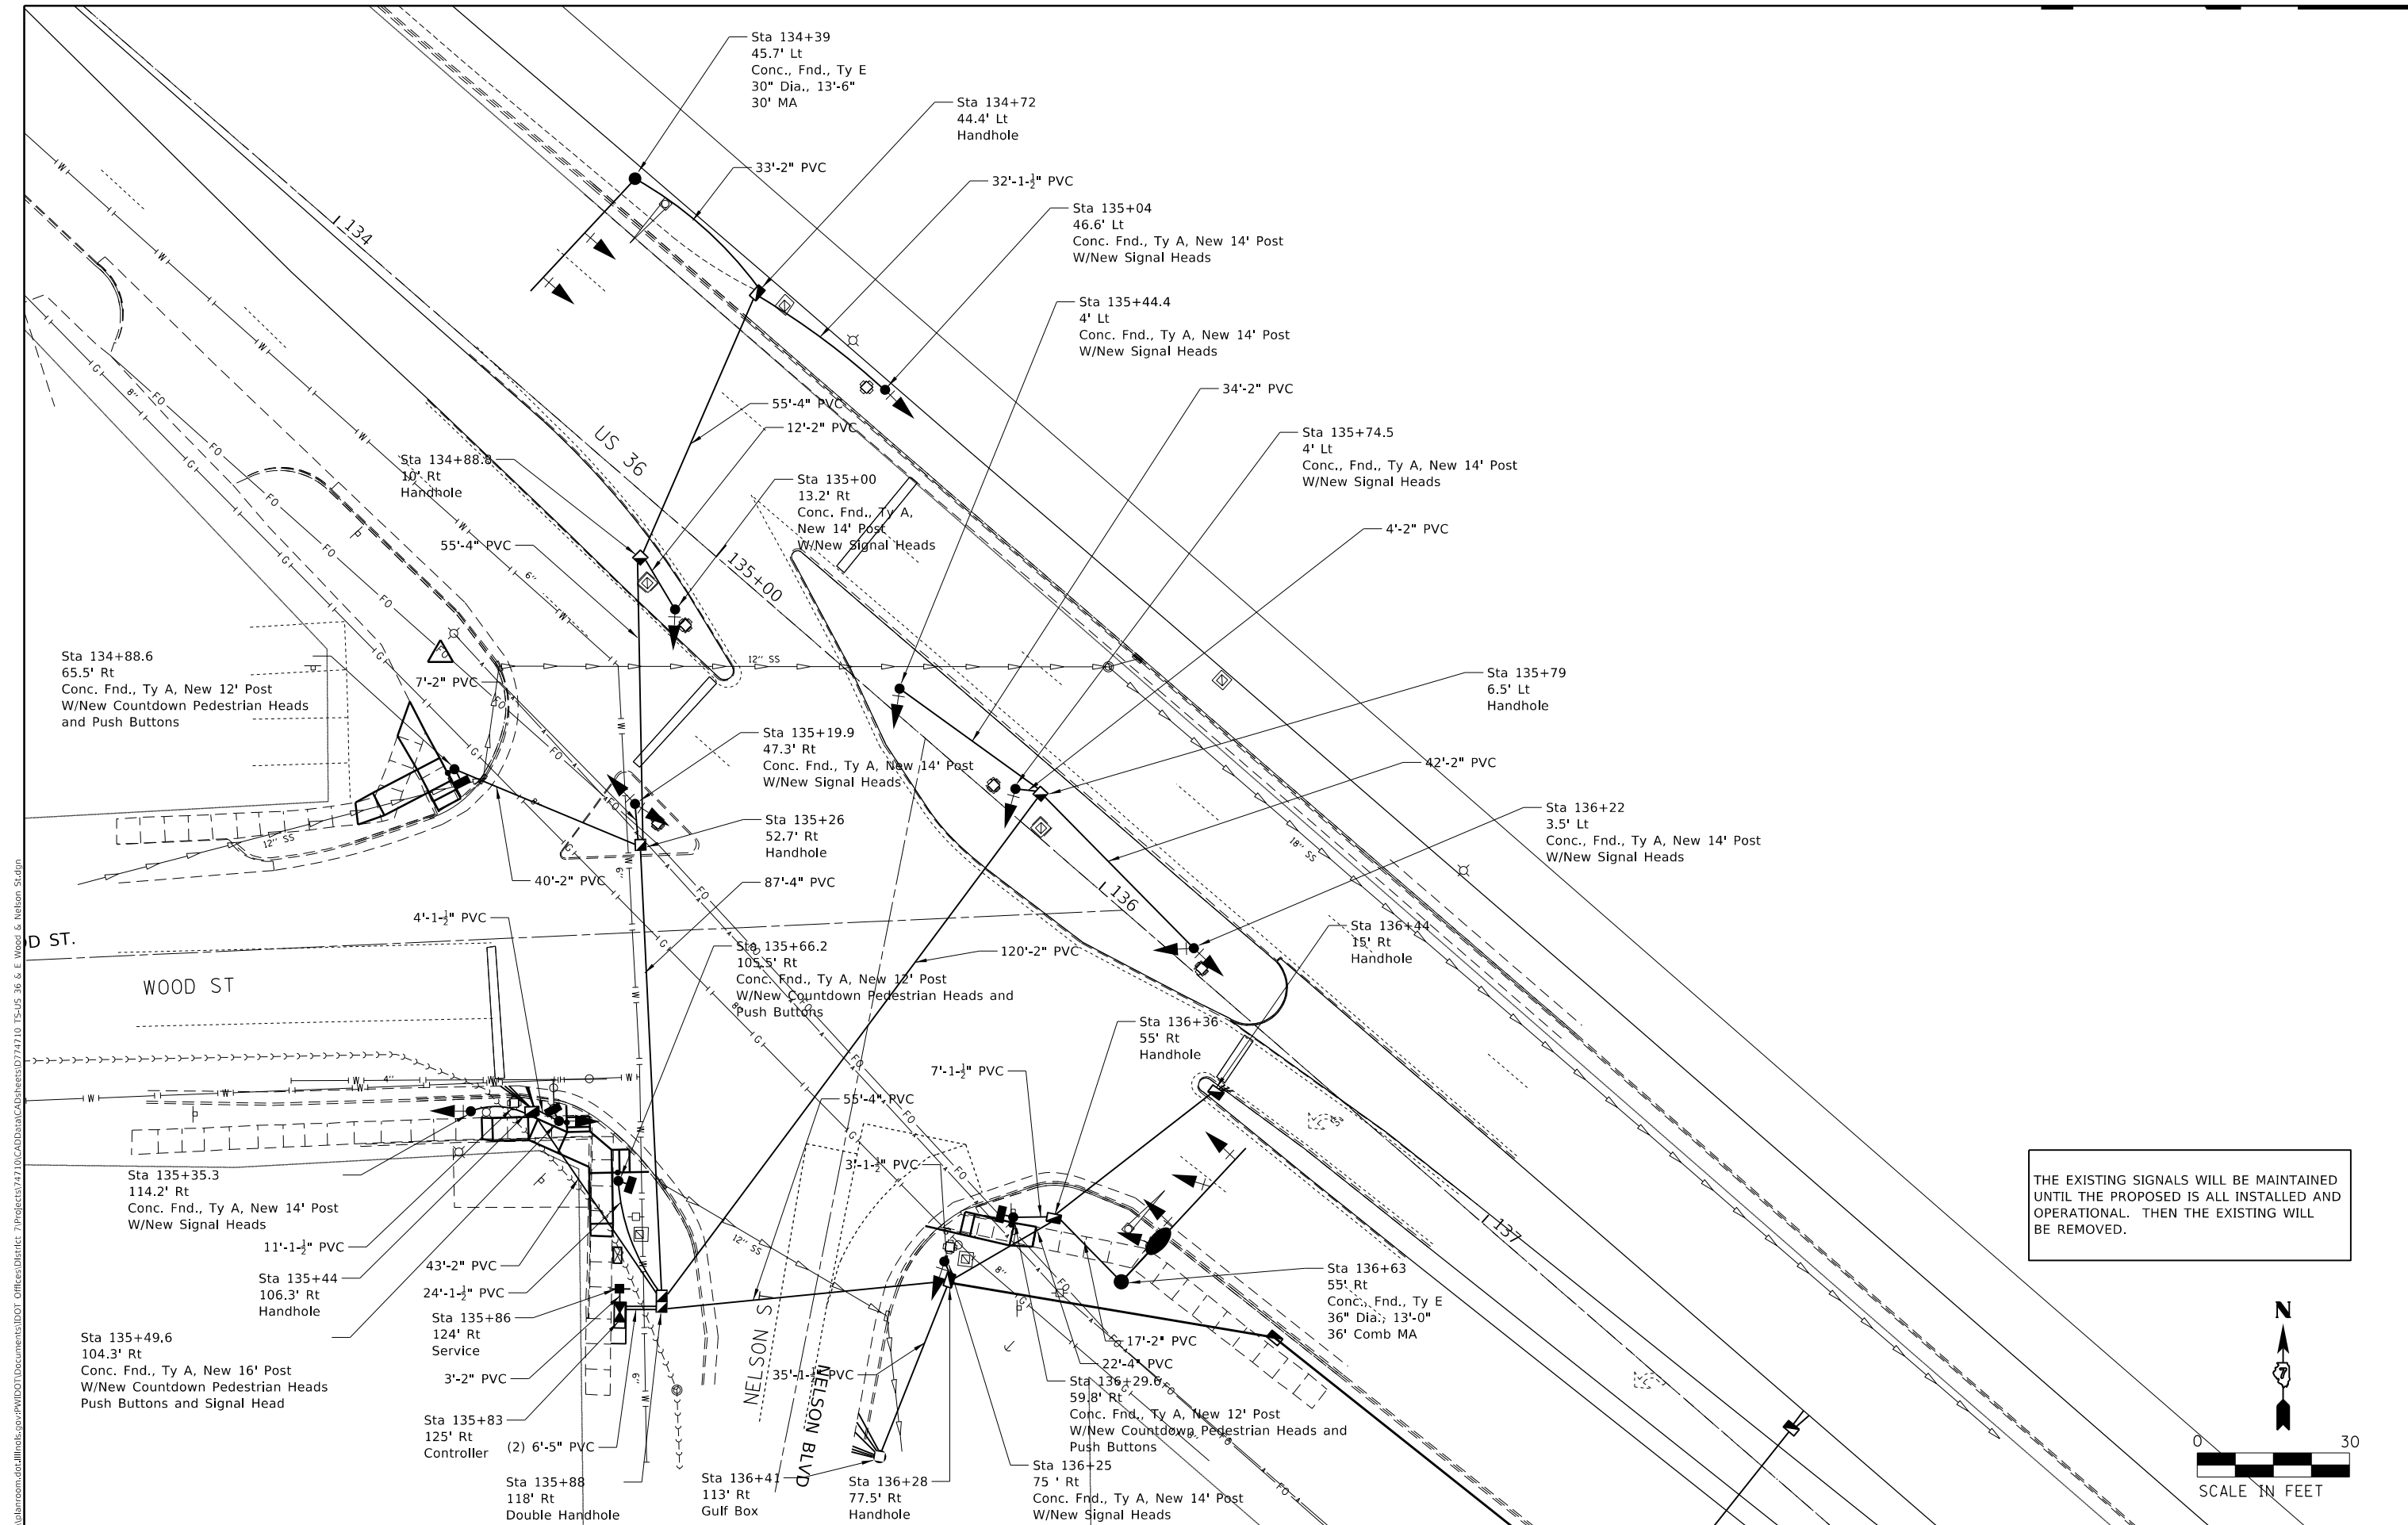 Sta 134+39
45.7' Lt
Conc., Fnd., Ty E
30" Dia., 13'-6"
30' MA
Sta 134+72
44.4' Lt
Handhole
33'-2" PVC
32'-1-½" PVC
Sta 135+04
46.6' Lt
Conc. Fnd., Ty A, New 14' Post
W/New Signal Heads
Sta 135+44.4
4' Lt
Conc. Fnd., Ty A, New 14' Post
W/New Signal Heads
34'-2" PVC
Sta 135+74.5
4' Lt
Conc., Fnd., Ty A, New 14' Post
W/New Signal Heads
4'-2" PVC
134
US 36
135+00
136
137
55'-4" PVC
12'-2" PVC
Sta 134+88.8
10' Rt
Handhole
Sta 135+00
13.2' Rt
Conc. Fnd., Ty A,
New 14' Post
W/New Signal Heads
55'-4" PVC
Sta 134+88.6
65.5' Rt
Conc. Fnd., Ty A, New 12' Post
W/New Countdown Pedestrian Heads
and Push Buttons
7'-2" PVC
12" SS
Sta 135+79
6.5' Lt
Handhole
Sta 135+19.9
47.3' Rt
Conc. Fnd., Ty A, New 14' Post
W/New Signal Heads
42'-2" PVC
Sta 136+22
3.5' Lt
Conc., Fnd., Ty A, New 14' Post
W/New Signal Heads
Sta 135+26
52.7' Rt
Handhole
18" SS
12" SS
40'-2" PVC
87'-4" PVC
4'-1-½" PVC
D ST.
WOOD ST
Sta 135+66.2
105.5' Rt
Conc. Fnd., Ty A, New 12' Post
W/New Countdown Pedestrian Heads and
Push Buttons
120'-2" PVC
Sta 136+44
15' Rt
Handhole
Sta 136+36
55' Rt
Handhole
7'-1-½" PVC
55'-4" PVC
3'-1-½" PVC
Sta 135+35.3
114.2' Rt
Conc. Fnd., Ty A, New 14' Post
W/New Signal Heads
11'-1-½" PVC
Sta 135+44
106.3' Rt
Handhole
43'-2" PVC
24'-1-½" PVC
Sta 135+86
124' Rt
Service
12" SS
Sta 135+49.6
104.3' Rt
Conc. Fnd., Ty A, New 16' Post
W/New Countdown Pedestrian Heads
Push Buttons and Signal Head
3'-2" PVC
Sta 135+83
125' Rt
Controller
(2) 6'-5" PVC
Sta 135+88
118' Rt
Double Handhole
NELSON ST
NELSON BLVD
35'-1-½" PVC
Sta 136+41
113' Rt
Gulf Box
Sta 136+28
77.5' Rt
Handhole
Sta 136+63
55' Rt
Conc., Fnd., Ty E
36" Dia., 13'-0"
36' Comb MA
17'-2" PVC
22'-4" PVC
Sta 136+29.6
59.8' Rt
Conc. Fnd., Ty A, New 12' Post
W/New Countdown Pedestrian Heads and
Push Buttons
Sta 136+25
75 ' Rt
Conc. Fnd., Ty A, New 14' Post
W/New Signal Heads
THE EXISTING SIGNALS WILL BE MAINTAINED
UNTIL THE PROPOSED IS ALL INSTALLED AND
OPERATIONAL. THEN THE EXISTING WILL
BE REMOVED.
N
7
0 30
SCALE IN FEET